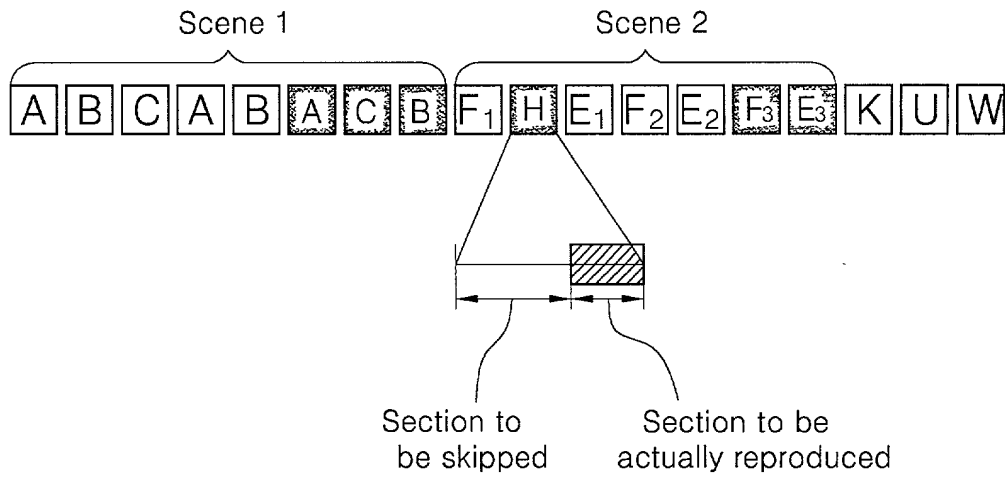 Scene 1 Scene 2
A B C A B A C B F₁ H E₁ F₂ E₂ F₃ E₃ K U W
Section to be skipped
Section to be actually reproduced